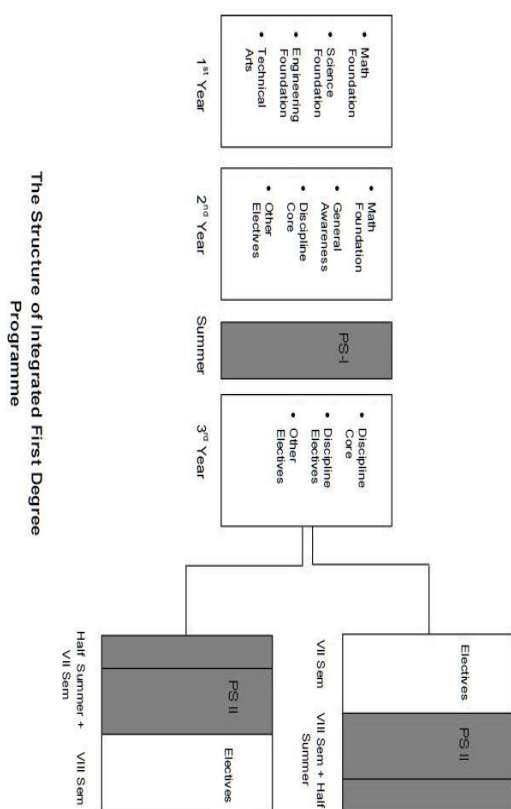 • Math
Foundation
• Science
Foundation
• Engineering
Foundation
• Technical
Arts
1st Year
• Math
Foundation
• General
Awareness
• Discipline
Core
• Other
Electives
2nd Year
PS-I
Summer
• Discipline
Core
• Discipline
Electives
• Other
Electives
3rd Year
Electives
PS II
VII Sem
VIII Sem + Half
Summer
PS II
Electives
Half Summer +
VII Sem
VIII Sem
The Structure of Integrated First Degree
Programme